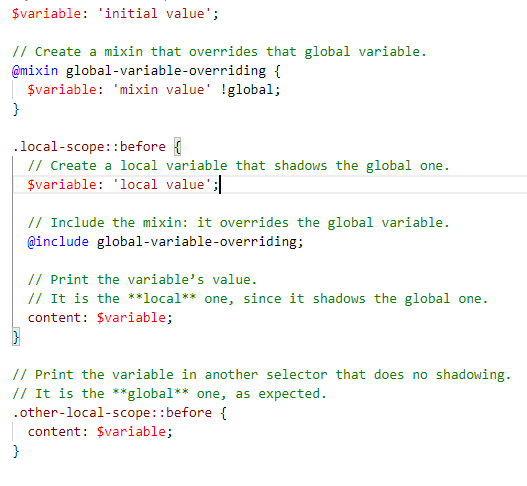 $variable: 'initial value';
// Create a mixin that overrides that global variable.
@mixin global-variable-overriding {
$variable: 'mixin value' !global;
}
.local-scope::before {
// Create a local variable that shadows the global one.
$variable: 'local value';
// Include the mixin: it overrides the global variable.
@include global-variable-overriding;
// Print the variable’s value.
// It is the **local** one, since it shadows the global one.
content: $variable;
}
// Print the variable in another selector that does no shadowing.
// It is the **global** one, as expected.
.other-local-scope::before {
content: $variable;
}